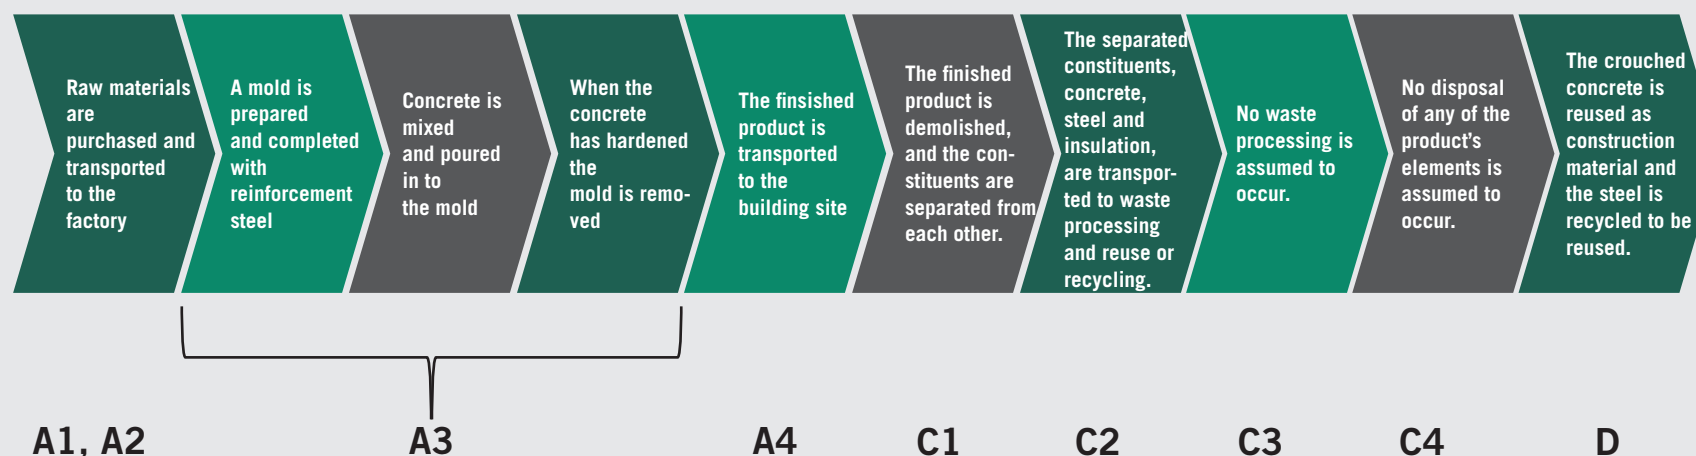 Raw materials
are
purchased and
transported
to the
factory
A mold is
prepared
and completed
with
reinforcement
steel
Concrete is
mixed
and poured
in to
the mold
When the
concrete
has hardened
the
mold is remo-
ved
The finsished
product is
transported
to the
building site
The finished
product is
demolished,
and the con-
stituents are
separated from
each other.
The separated
constituents,
concrete,
steel and
insulation,
are transpor-
ted to waste
processing
and reuse or
recycling.
No waste
processing is
assumed to
occur.
No disposal
of any of the
product's
elements is
assumed to
occur.
The crouched
concrete is
reused as
construction
material and
the steel is
recycled to be
reused.
A1, A2
A3
A4
C1
C2
C3
C4
D